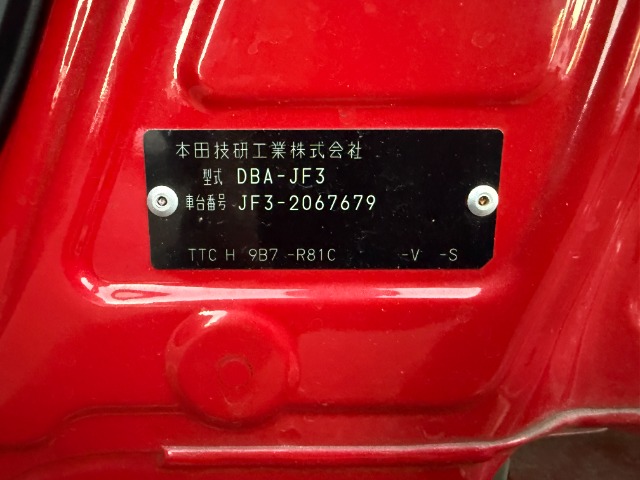 本田技研工業株式会社
型式 DBA-JF3
車台番号 JF3-2067679
TTC H 9B7 -R81C -V -S